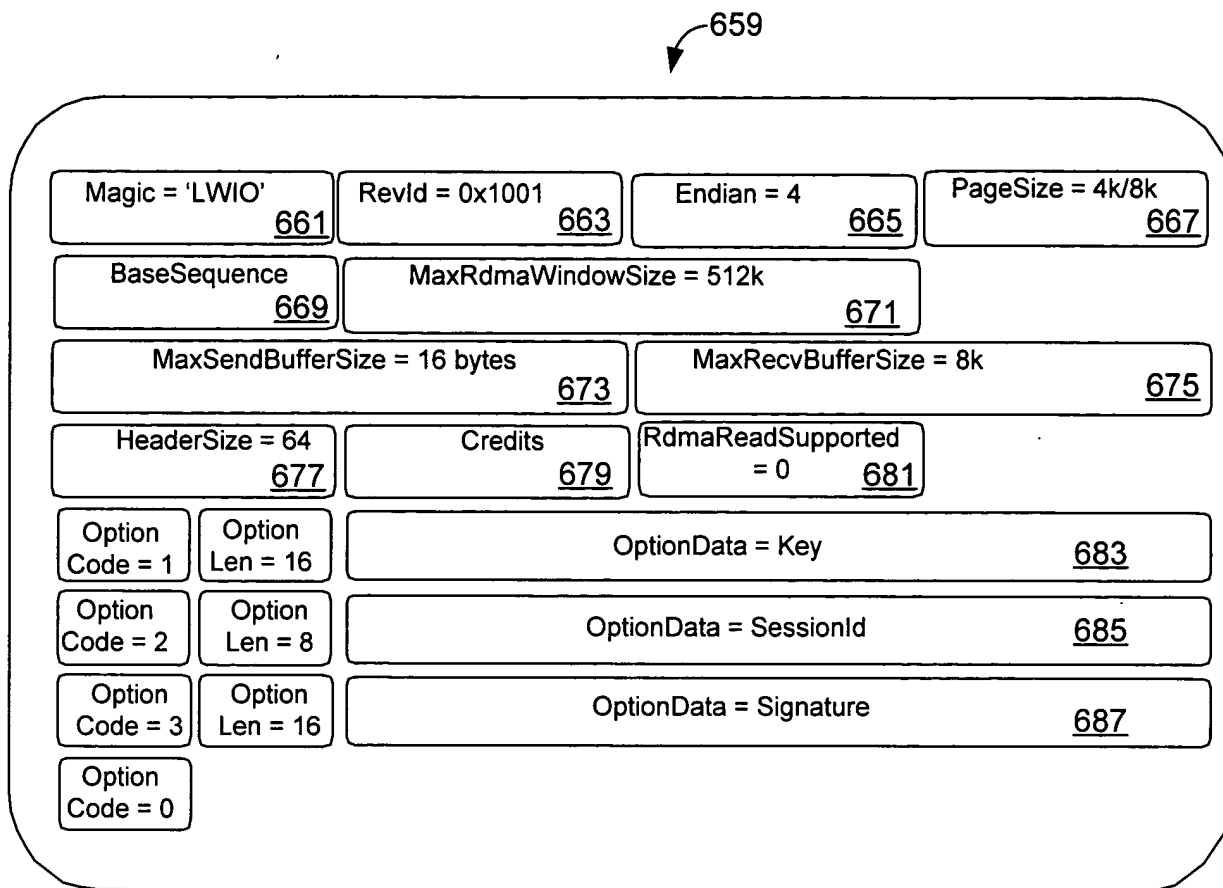 659
Magic = 'LWIO'
661
RevId = 0x1001
663
Endian = 4
665
PageSize = 4k/8k
667
BaseSequence
669
MaxRdmaWindowSize = 512k
671
MaxSendBufferSize = 16 bytes
673
MaxRecvBufferSize = 8k
675
HeaderSize = 64
677
Credits
679
RdmaReadSupported
= 0
681
Option
Code = 1
Option
Len = 16
OptionData = Key
683
Option
Code = 2
Option
Len = 8
OptionData = SessionId
685
Option
Code = 3
Option
Len = 16
OptionData = Signature
687
Option
Code = 0